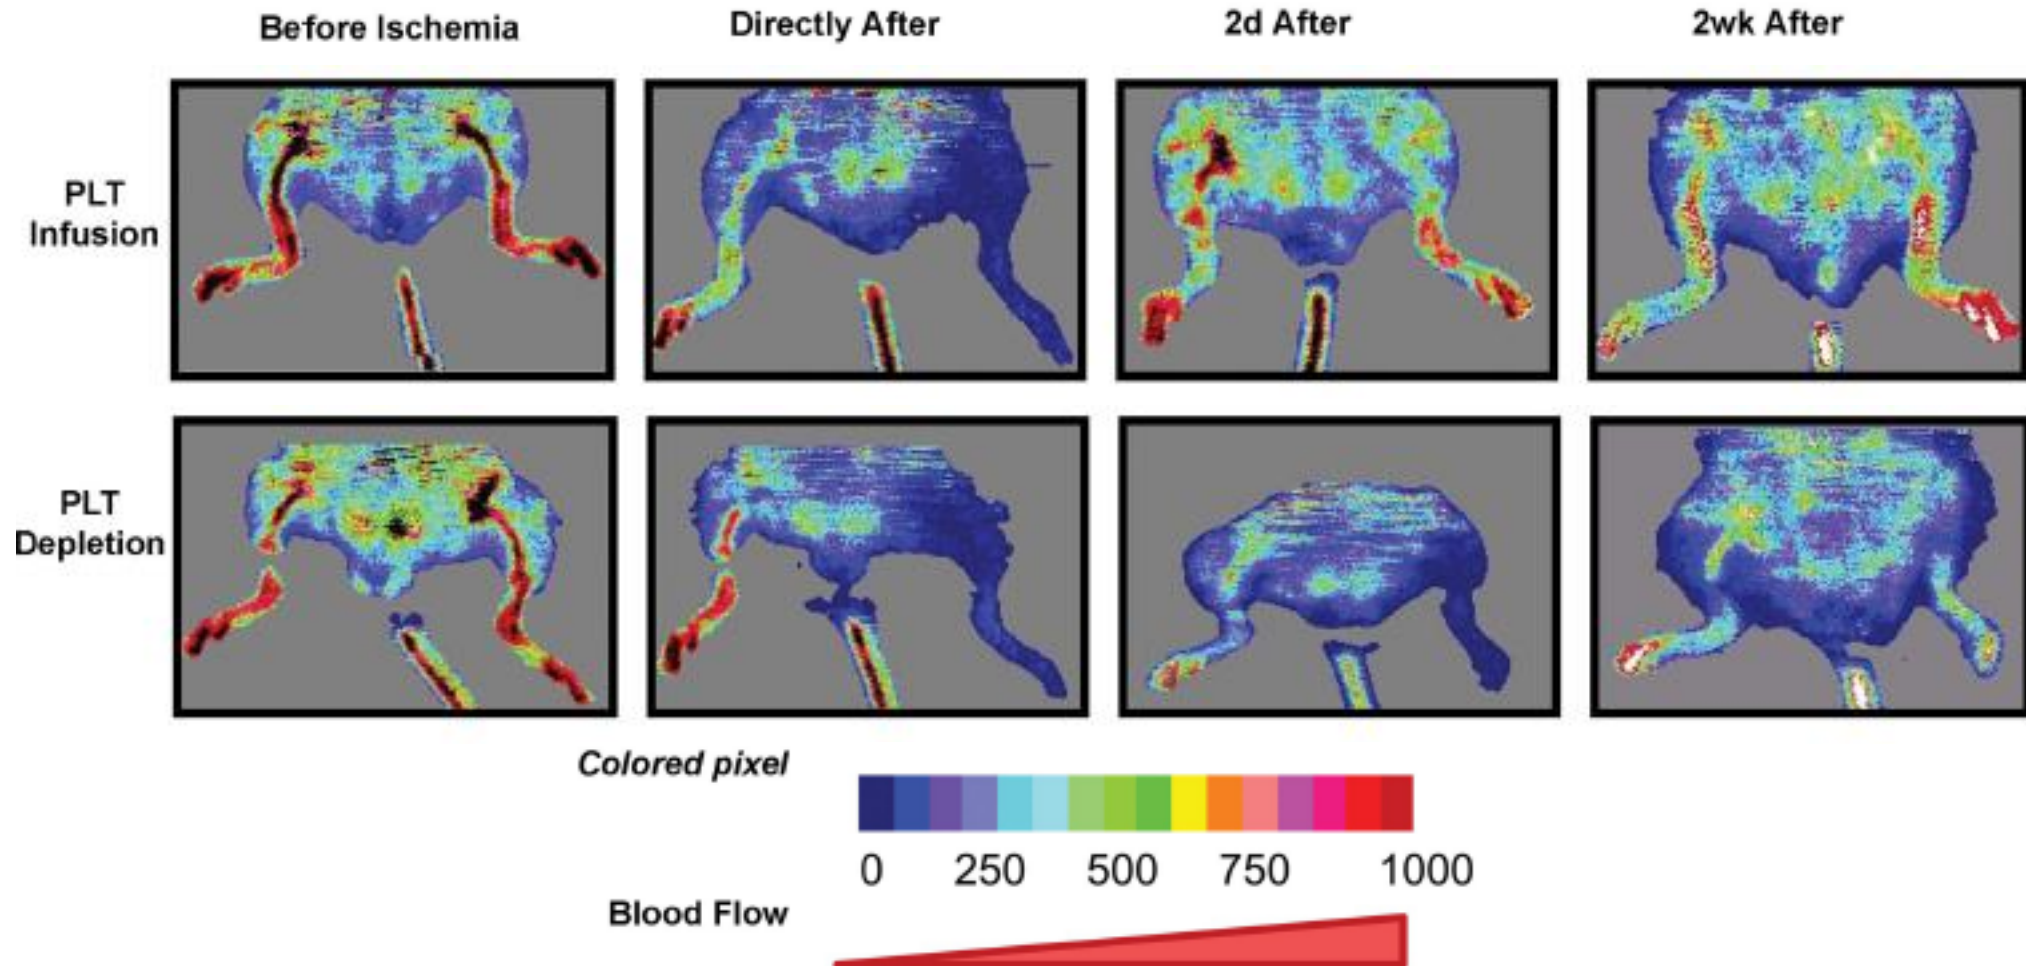 Before Ischemia
Directly After
2d After
2wk After
PLT
Infusion
PLT
Depletion
Colored pixel
0 250 500 750 1000
Blood Flow